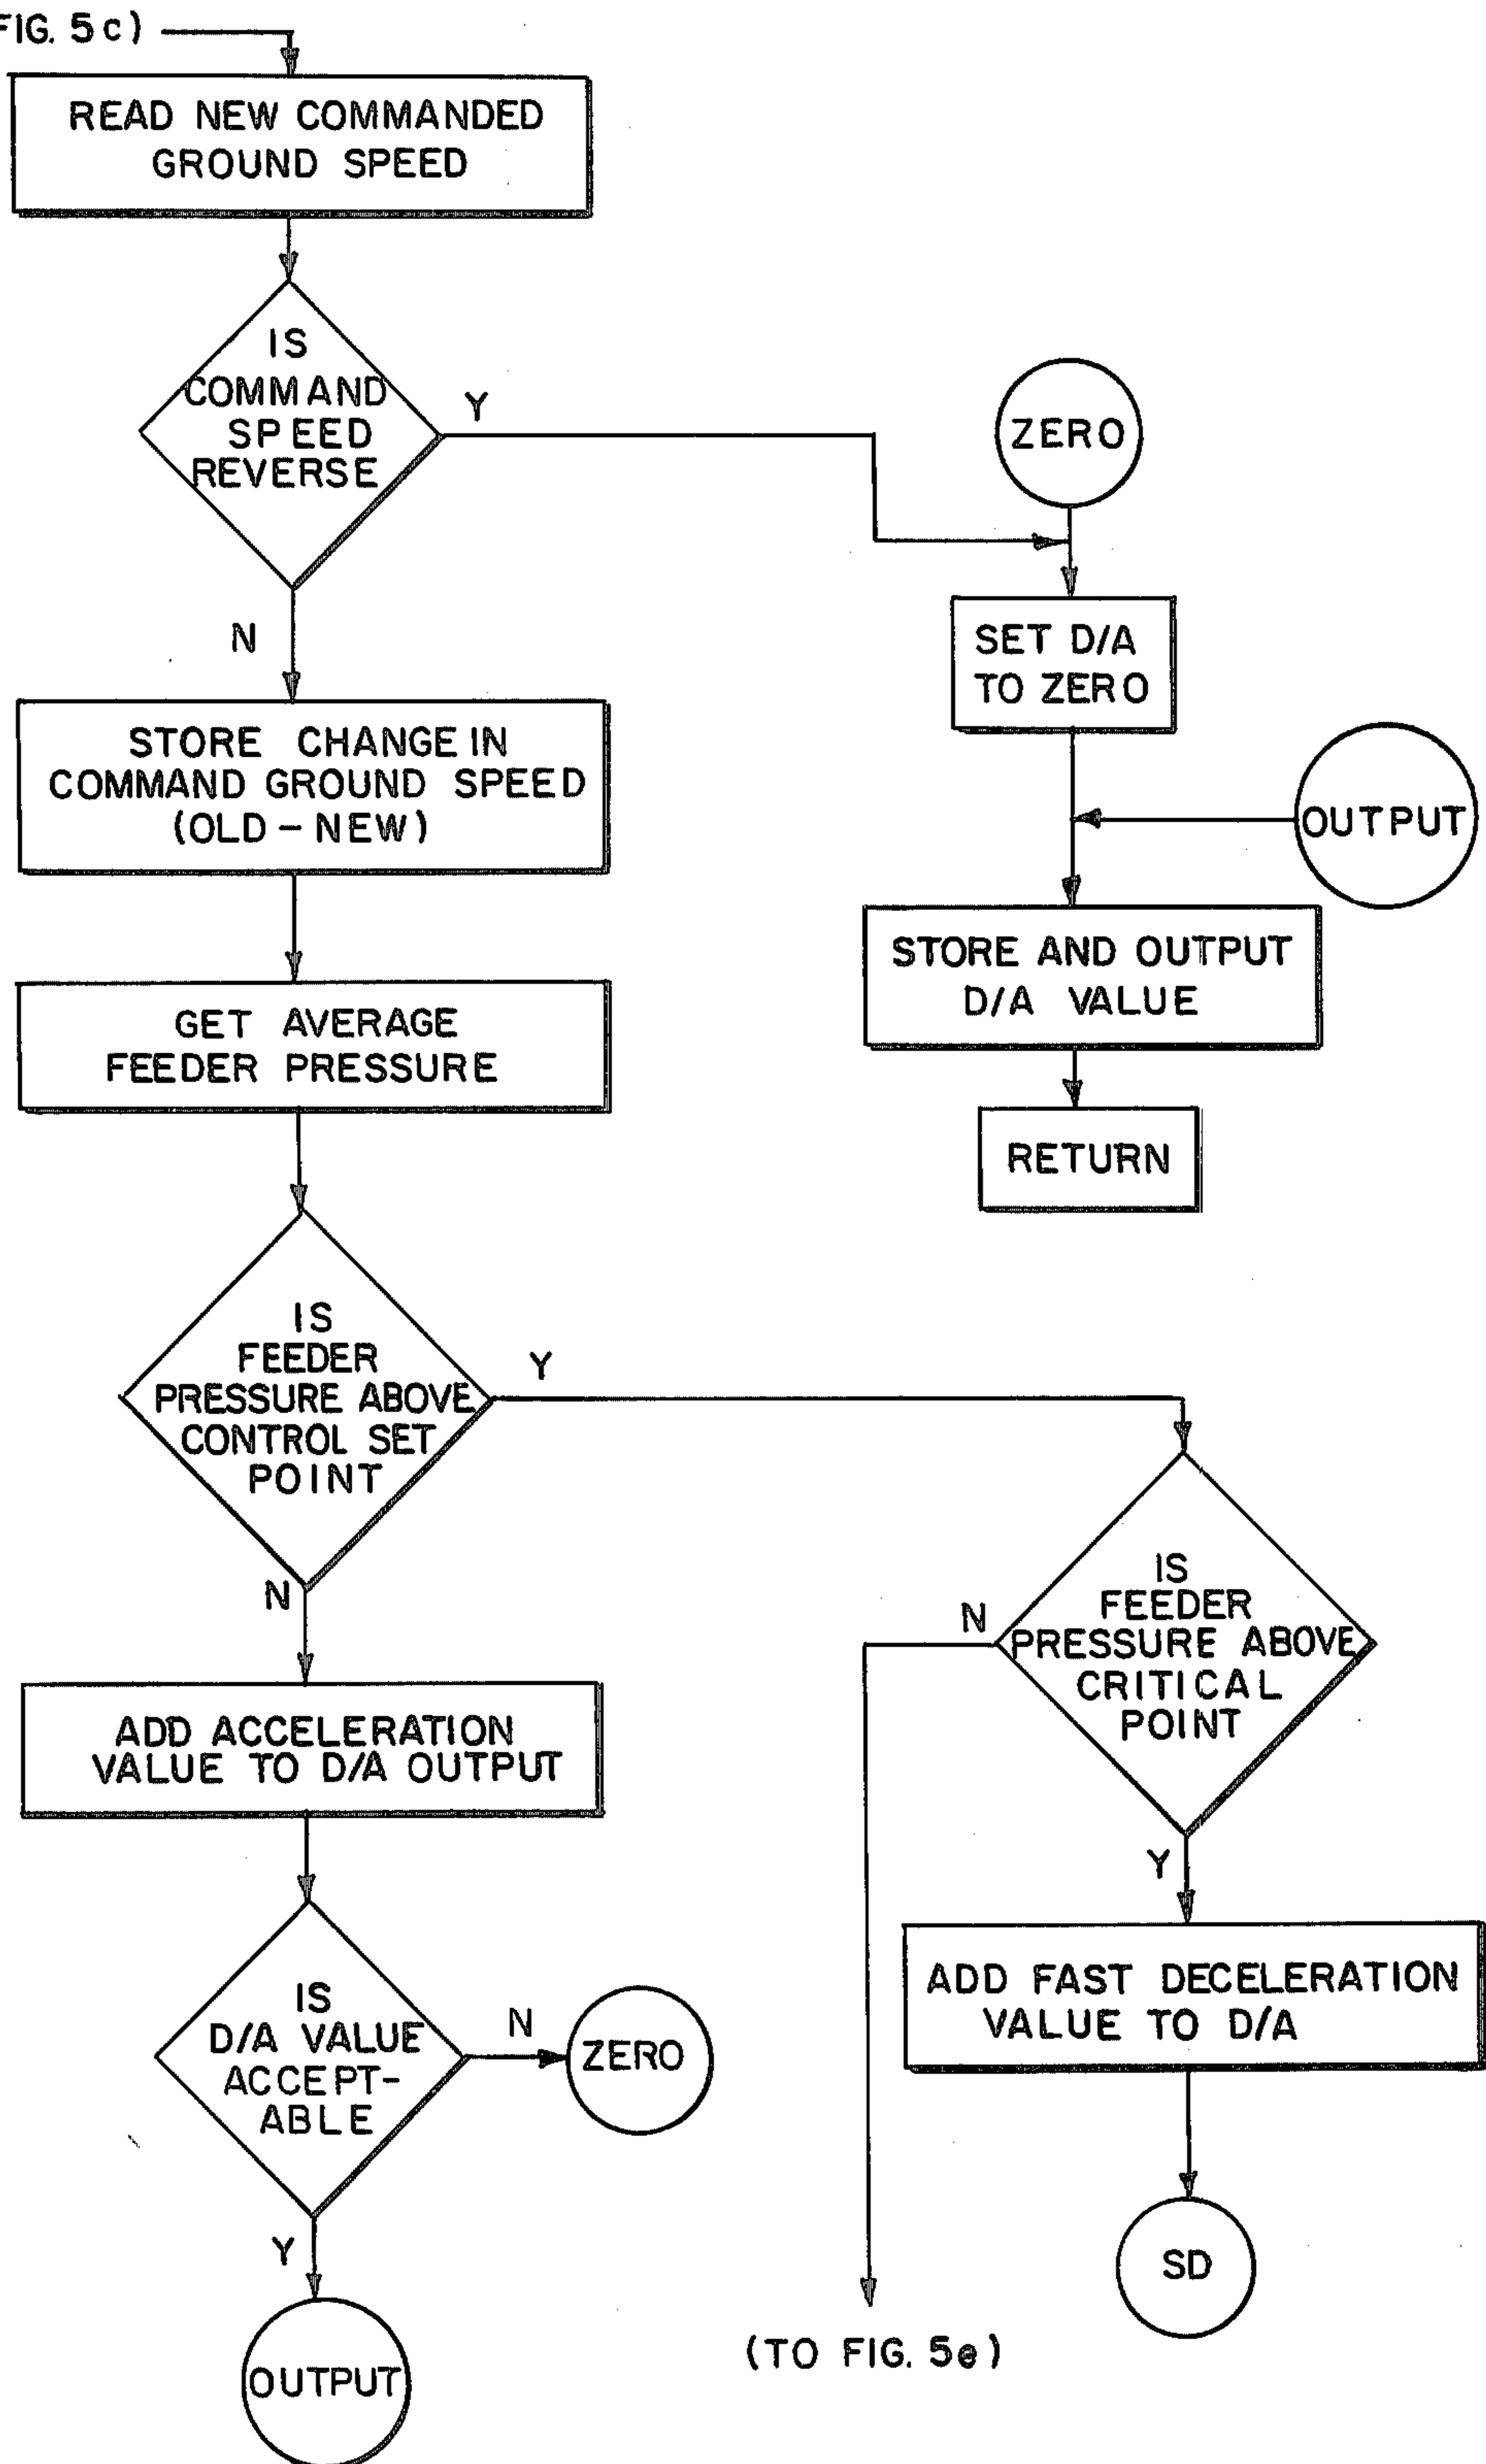 FIG. 5c)
READ NEW COMMANDED
GROUND SPEED
IS
COMMAND
SPEED
REVERSE
Y
N
ZERO
SET D/A
TO ZERO
OUTPUT
STORE AND OUTPUT
D/A VALUE
RETURN
STORE CHANGE IN
COMMAND GROUND SPEED
(OLD - NEW)
GET AVERAGE
FEEDER PRESSURE
IS
FEEDER
PRESSURE ABOVE
CONTROL SET
POINT
Y
N
IS
FEEDER
PRESSURE ABOVE
CRITICAL
POINT
N
Y
ADD ACCELERATION
VALUE TO D/A OUTPUT
IS
D/A VALUE
ACCEPT-
ABLE
N
ZERO
Y
OUTPUT
ADD FAST DECELERATION
VALUE TO D/A
SD
(TO FIG. 5e)